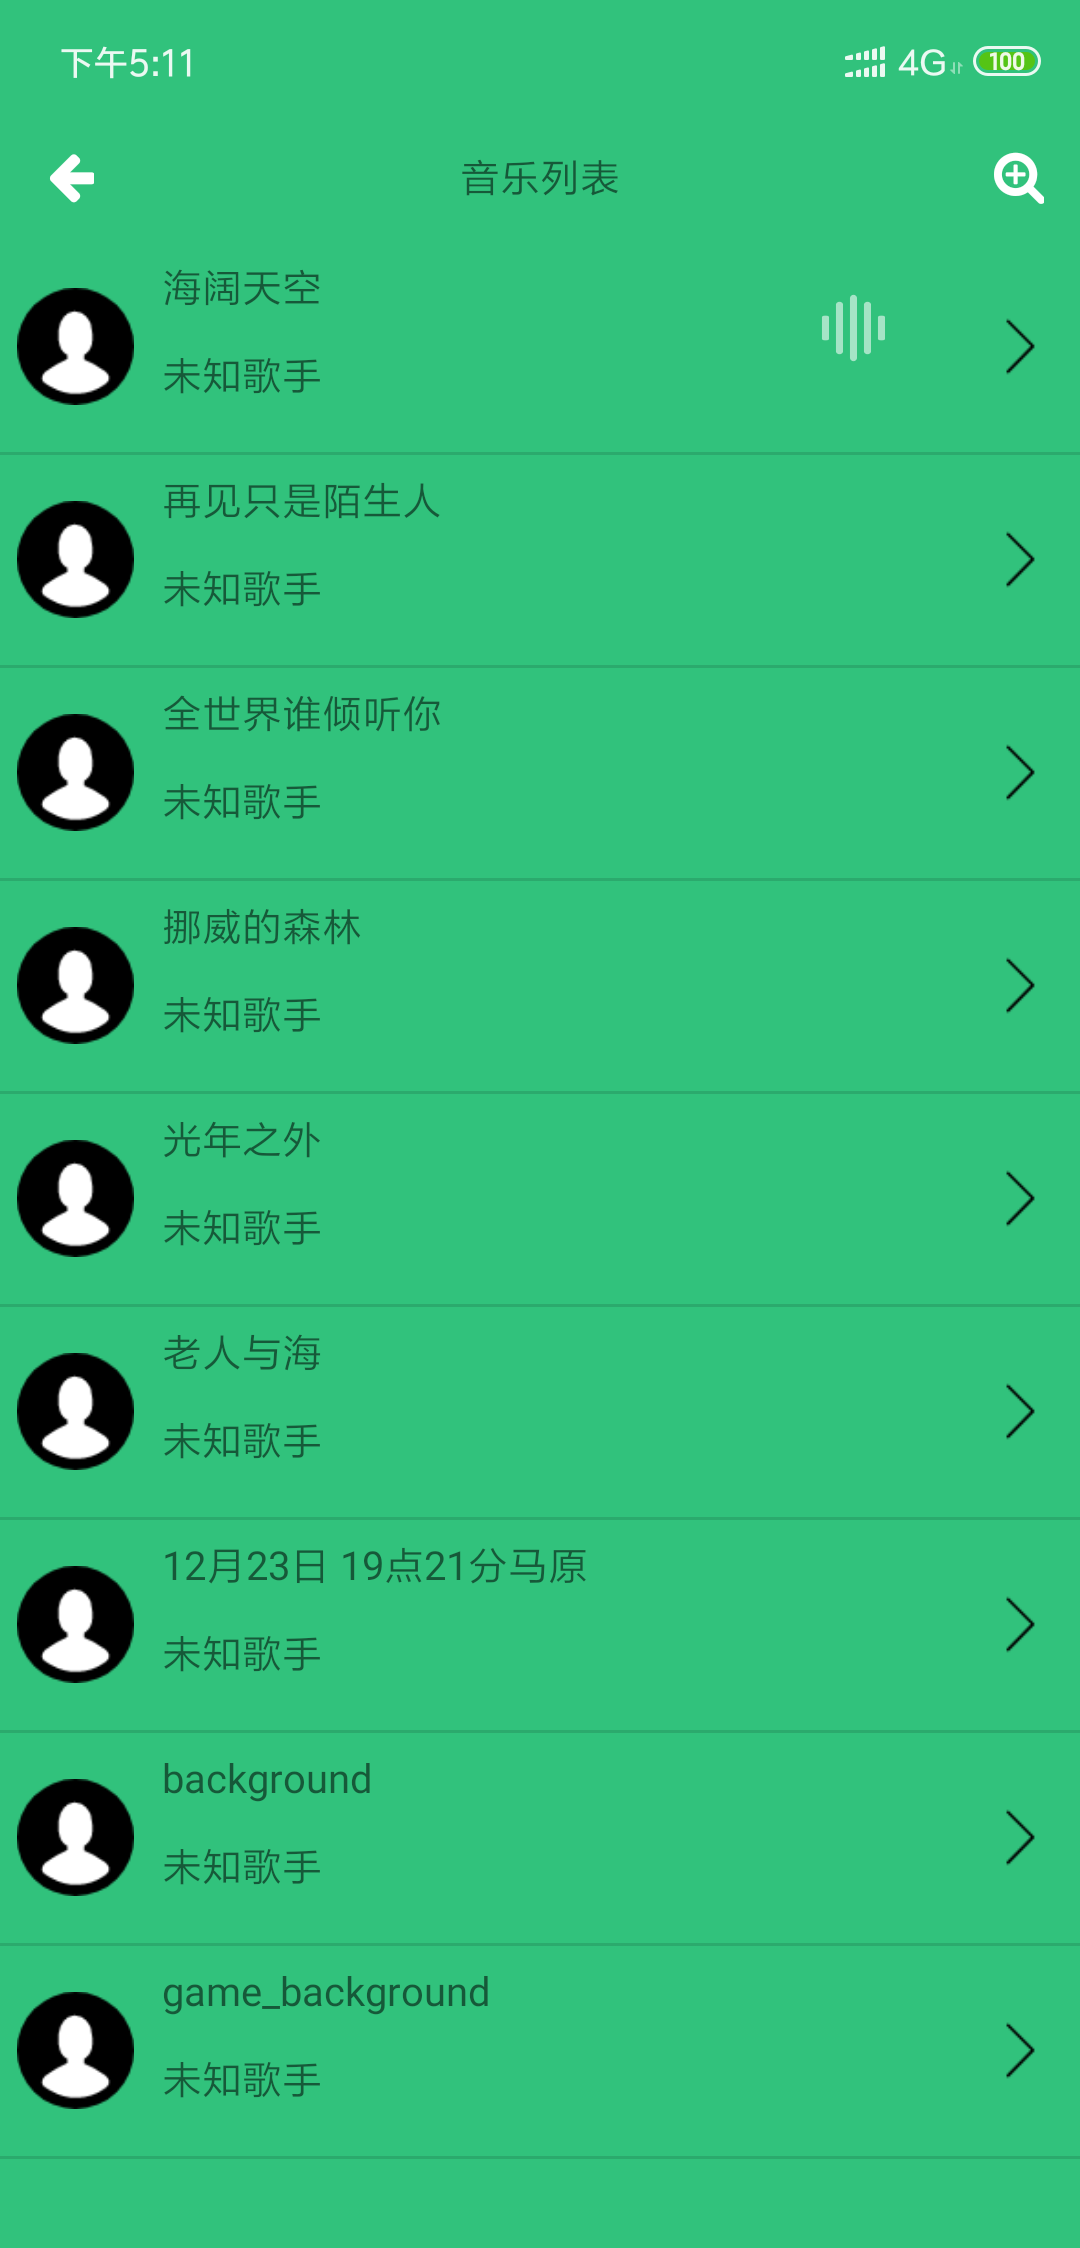 下午5:11
4G
100
音乐列表
海阔天空
未知歌手
再见只是陌生人
未知歌手
全世界谁倾听你
未知歌手
挪威的森林
未知歌手
光年之外
未知歌手
老人与海
未知歌手
12月23日 19点21分马原
未知歌手
background
未知歌手
game_background
未知歌手